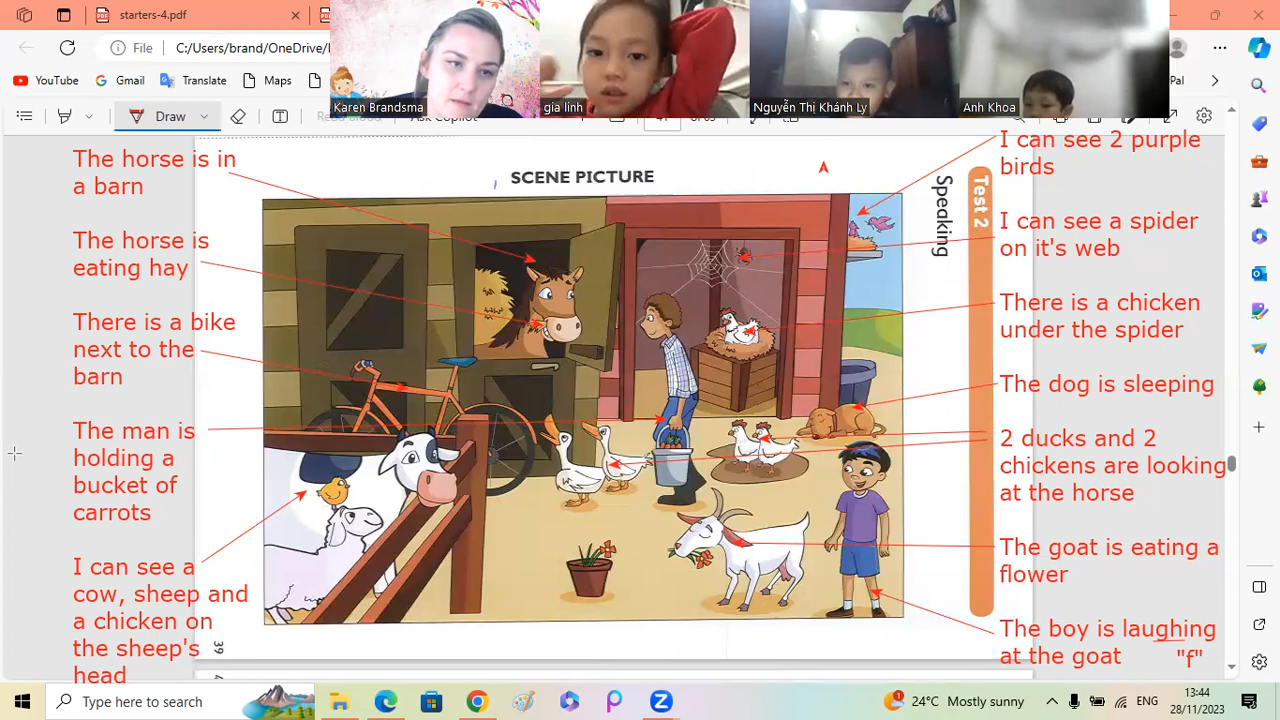 starters-4.pdf
File
C:/Users/brand/OneDrive/
YouTube
Gmail
Translate
Maps
Pal
Draw
Read aloud
Ask Copilot
Karen Brandsma
gia linh
Nguyễn Thị Khánh Ly
Anh Khoa
SCENE PICTURE
A
Test 2
Speaking
39
The horse is in
a barn
The horse is
eating hay
There is a bike
next to the
barn
The man is
holding a
bucket of
carrots
I can see a
cow, sheep and
a chicken on
the sheep's
head
I can see 2 purple
birds
I can see a spider
on it's web
There is a chicken
under the spider
The dog is sleeping
2 ducks and 2
chickens are looking
at the horse
The goat is eating a
flower
The boy is laughing
at the goat
"f"
Type here to search
1
24°C Mostly sunny
ENG
13:44
28/11/2023